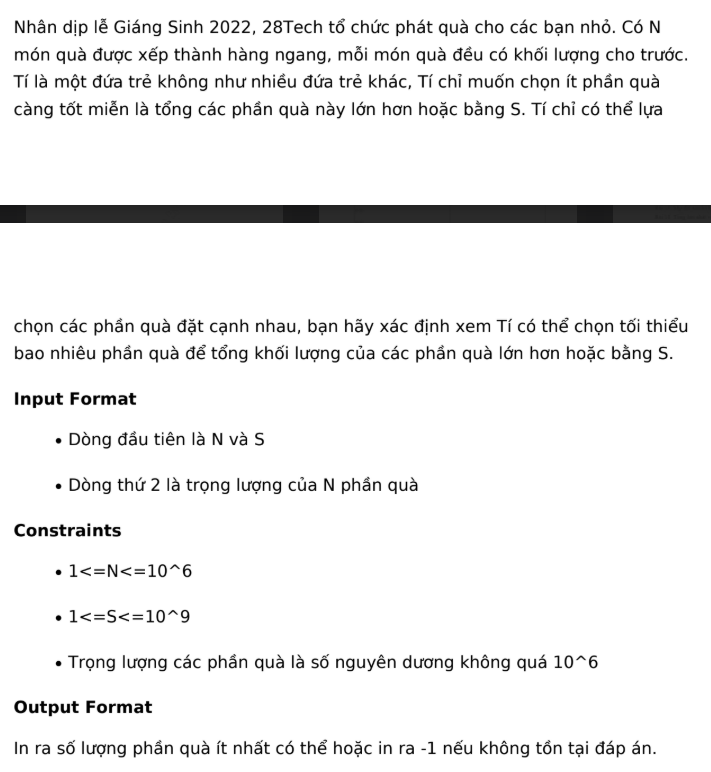 Nhân dịp lễ Giáng Sinh 2022, 28Tech tổ chức phát quà cho các bạn nhỏ. Có N
món quà được xếp thành hàng ngang, mỗi món quà đều có khối lượng cho trước.
Tí là một đứa trẻ không như nhiều đứa trẻ khác, Tí chỉ muốn chọn ít phần quà
càng tốt miễn là tổng các phần quà này lớn hơn hoặc bằng S. Tí chỉ có thể lựa
chọn các phần quà đặt cạnh nhau, bạn hãy xác định xem Tí có thể chọn tối thiểu
bao nhiêu phần quà để tổng khối lượng của các phần quà lớn hơn hoặc bằng S.
Input Format
• Dòng đầu tiên là N và S
• Dòng thứ 2 là trọng lượng của N phần quà
Constraints
• 1<=N<=10^6
• 1<=S<=10^9
• Trọng lượng các phần quà là số nguyên dương không quá 10^6
Output Format
In ra số lượng phần quà ít nhất có thể hoặc in ra -1 nếu không tồn tại đáp án.